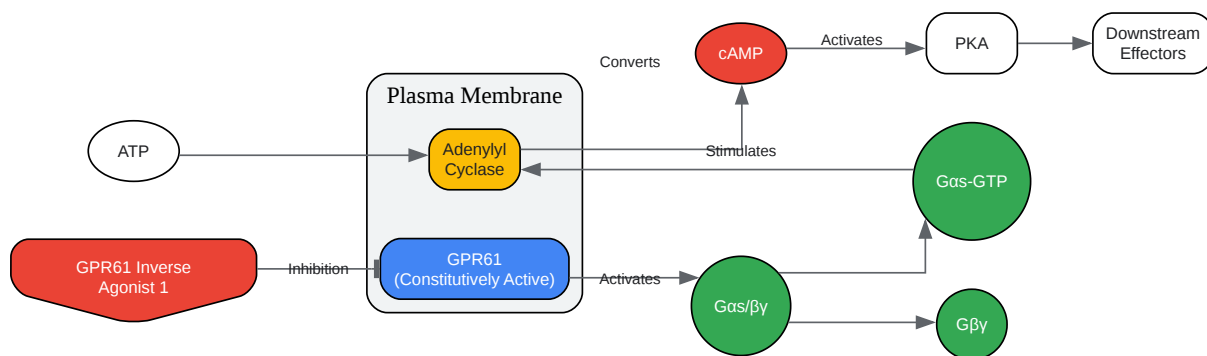 cAMP
Activates
PKA
Downstream
Effectors
Converts
Plasma Membrane
ATP
Adenylyl
Cyclase
Stimulates
Gαs-GTP
GPR61 Inverse
Agonist 1
Inhibition
GPR61
(Constitutively Active)
Activates
Gαs/βγ
Gβγ